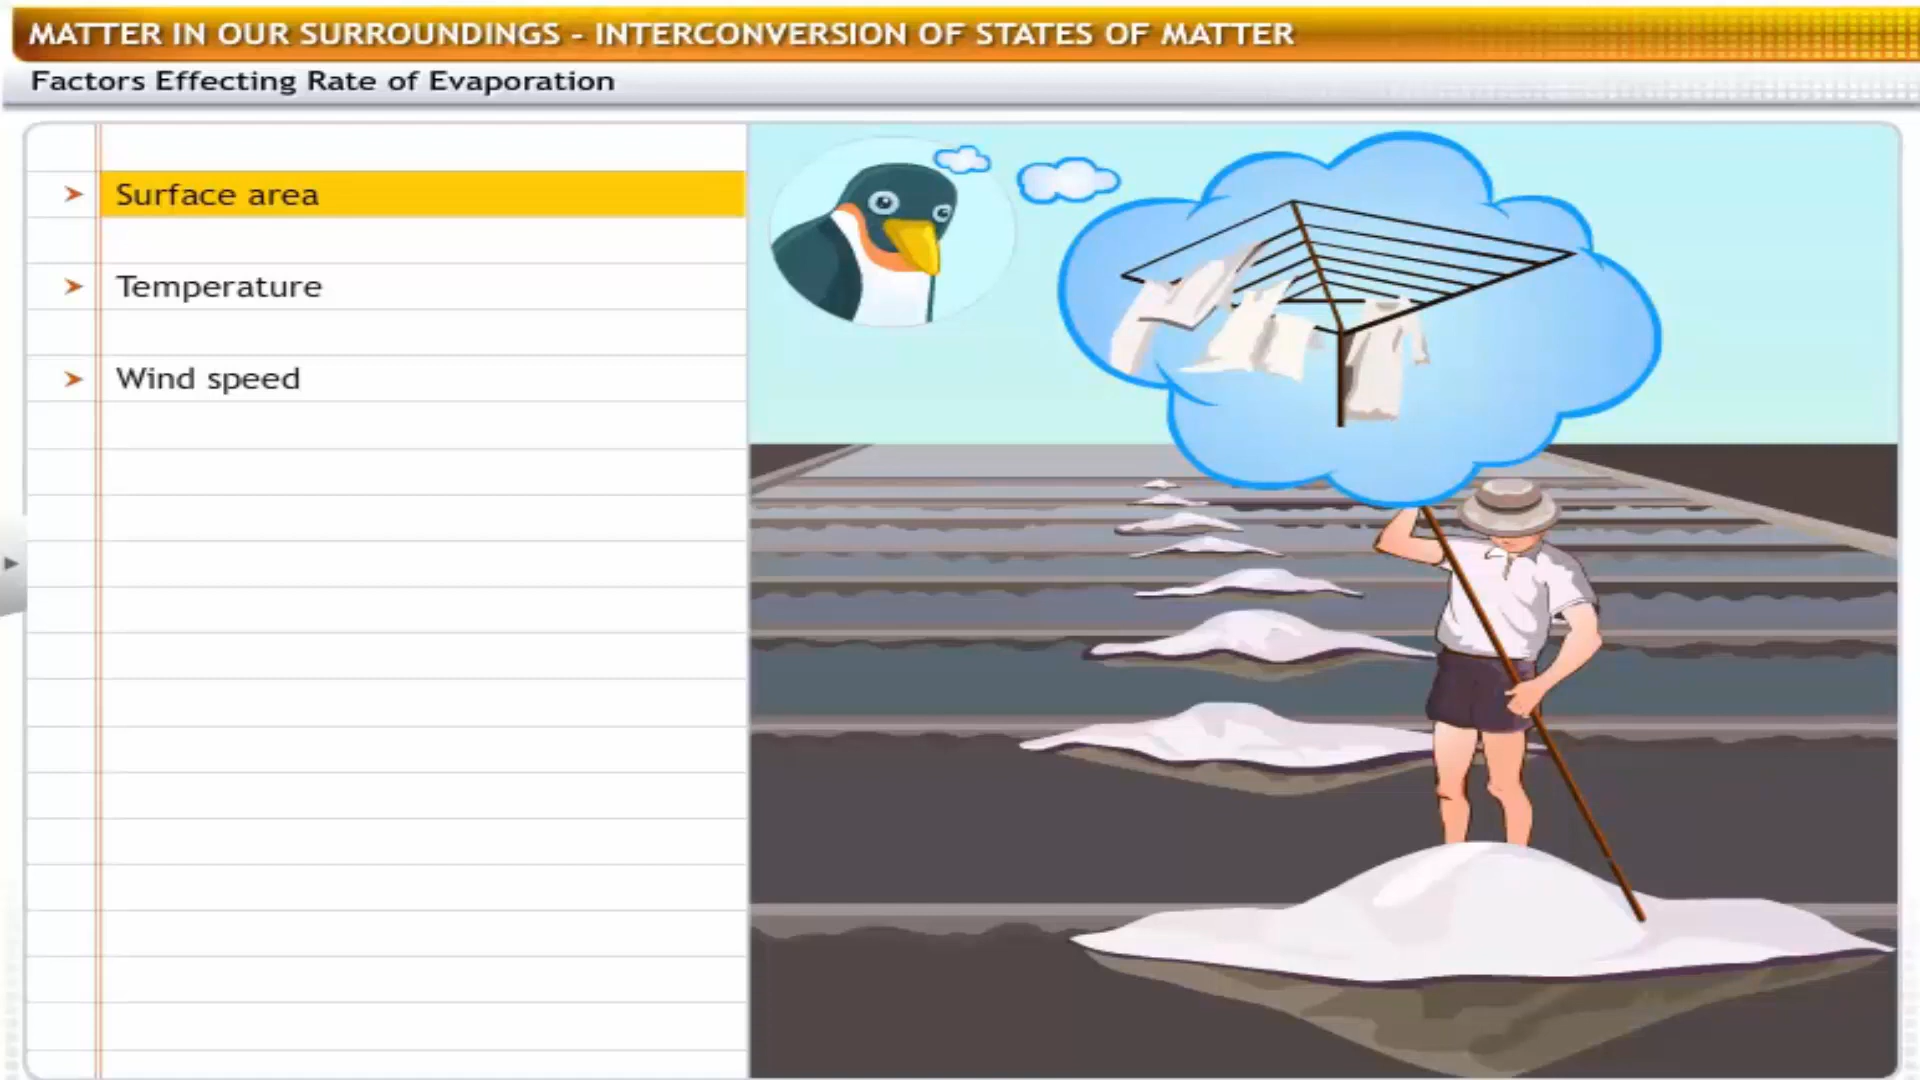 MATTER IN OUR SURROUNDINGS - INTERCONVERSION OF STATES OF MATTER
Factors Effecting Rate of Evaporation
Surface area
Temperature
Wind speed